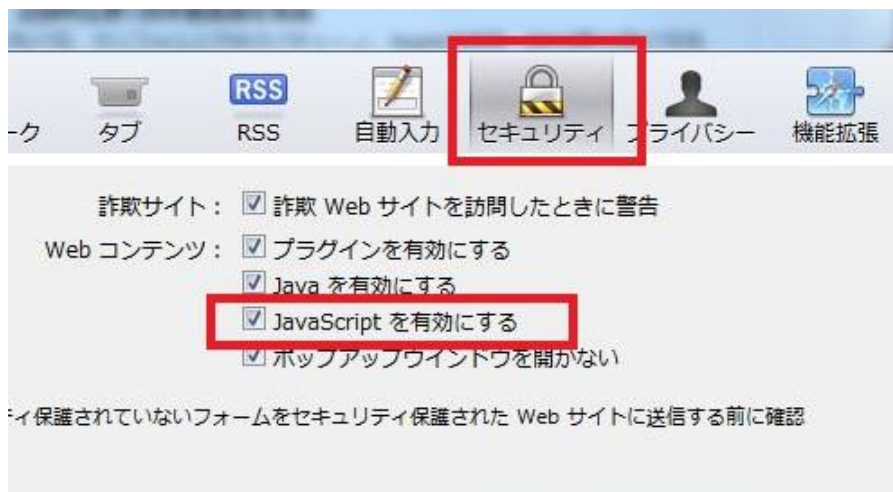 ーク タブ RSS RSS 自動入力 セキュリティ プライバシー 機能拡張
詐欺サイト： 詐欺 Web サイトを訪問したときに警告
Web コンテンツ： プラグインを有効にする
Java を有効にする
JavaScript を有効にする
ポップアップウインドウを開かない
ィ保護されていないフォームをセキュリティ保護された Web サイトに送信する前に確認